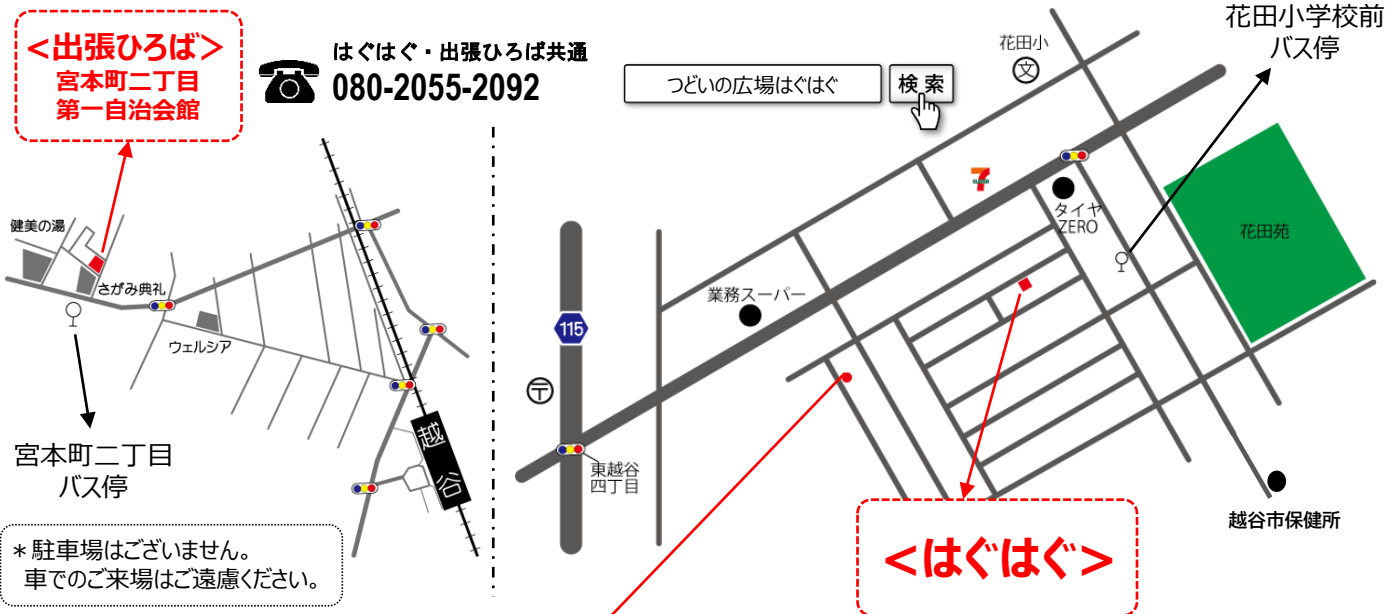 <出張ひろば>
宮本町二丁目
第一自治会館
はぐはぐ・出張ひろば共通
080-2055-2092
つどいの広場はぐはぐ
検索
花田小学校前
バス停
花田小
文
7
タイヤ
ZERO
花田苑
健美の湯
さがみ典礼
ウェルシア
業務スーパー
115
〒
東越谷
四丁目
越谷
宮本町二丁目
バス停
越谷市保健所
<はぐはぐ>
＊駐車場はございません。
車でのご来場はご遠慮ください。